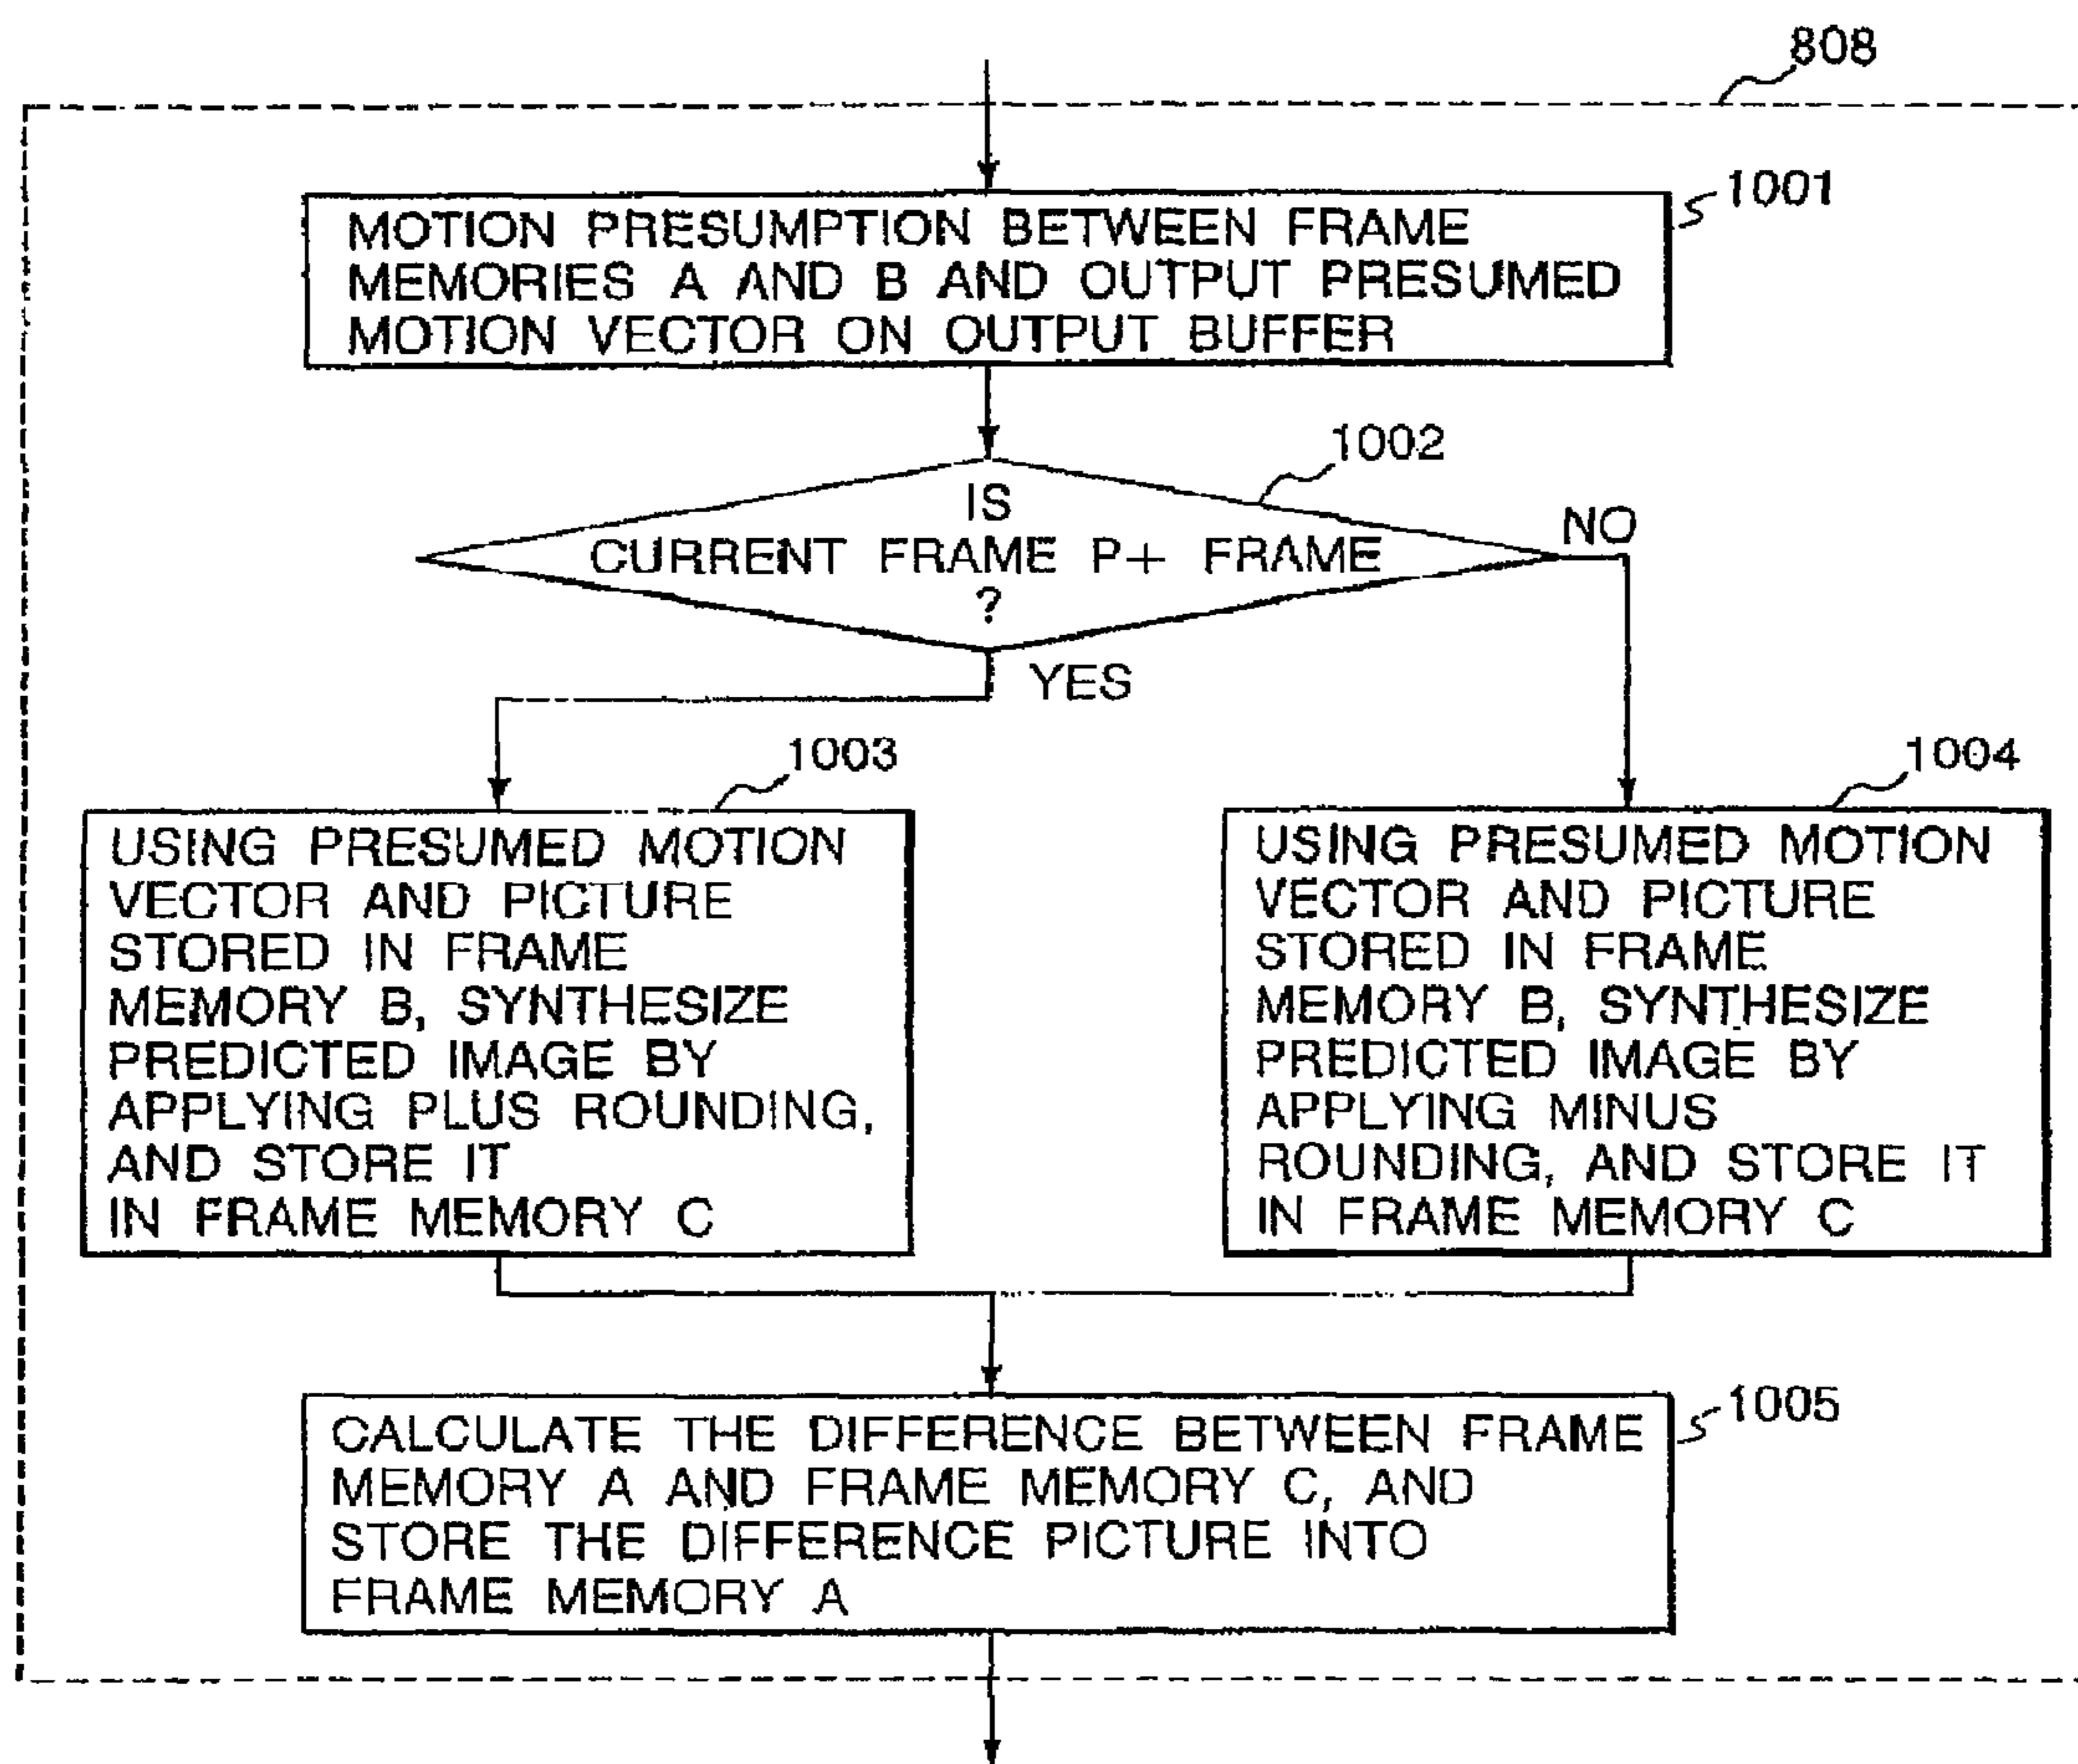 808
1001
MOTION PRESUMPTION BETWEEN FRAME
MEMORIES A AND B AND OUTPUT PRESUMED
MOTION VECTOR ON OUTPUT BUFFER
1002
IS
CURRENT FRAME P+ FRAME
?
NO
YES
1003
USING PRESUMED MOTION
VECTOR AND PICTURE
STORED IN FRAME
MEMORY B, SYNTHESIZE
PREDICTED IMAGE BY
APPLYING PLUS ROUNDING,
AND STORE IT
IN FRAME MEMORY C
1004
USING PRESUMED MOTION
VECTOR AND PICTURE
STORED IN FRAME
MEMORY B, SYNTHESIZE
PREDICTED IMAGE BY
APPLYING MINUS
ROUNDING, AND STORE IT
IN FRAME MEMORY C
1005
CALCULATE THE DIFFERENCE BETWEEN FRAME
MEMORY A AND FRAME MEMORY C, AND
STORE THE DIFFERENCE PICTURE INTO
FRAME MEMORY A